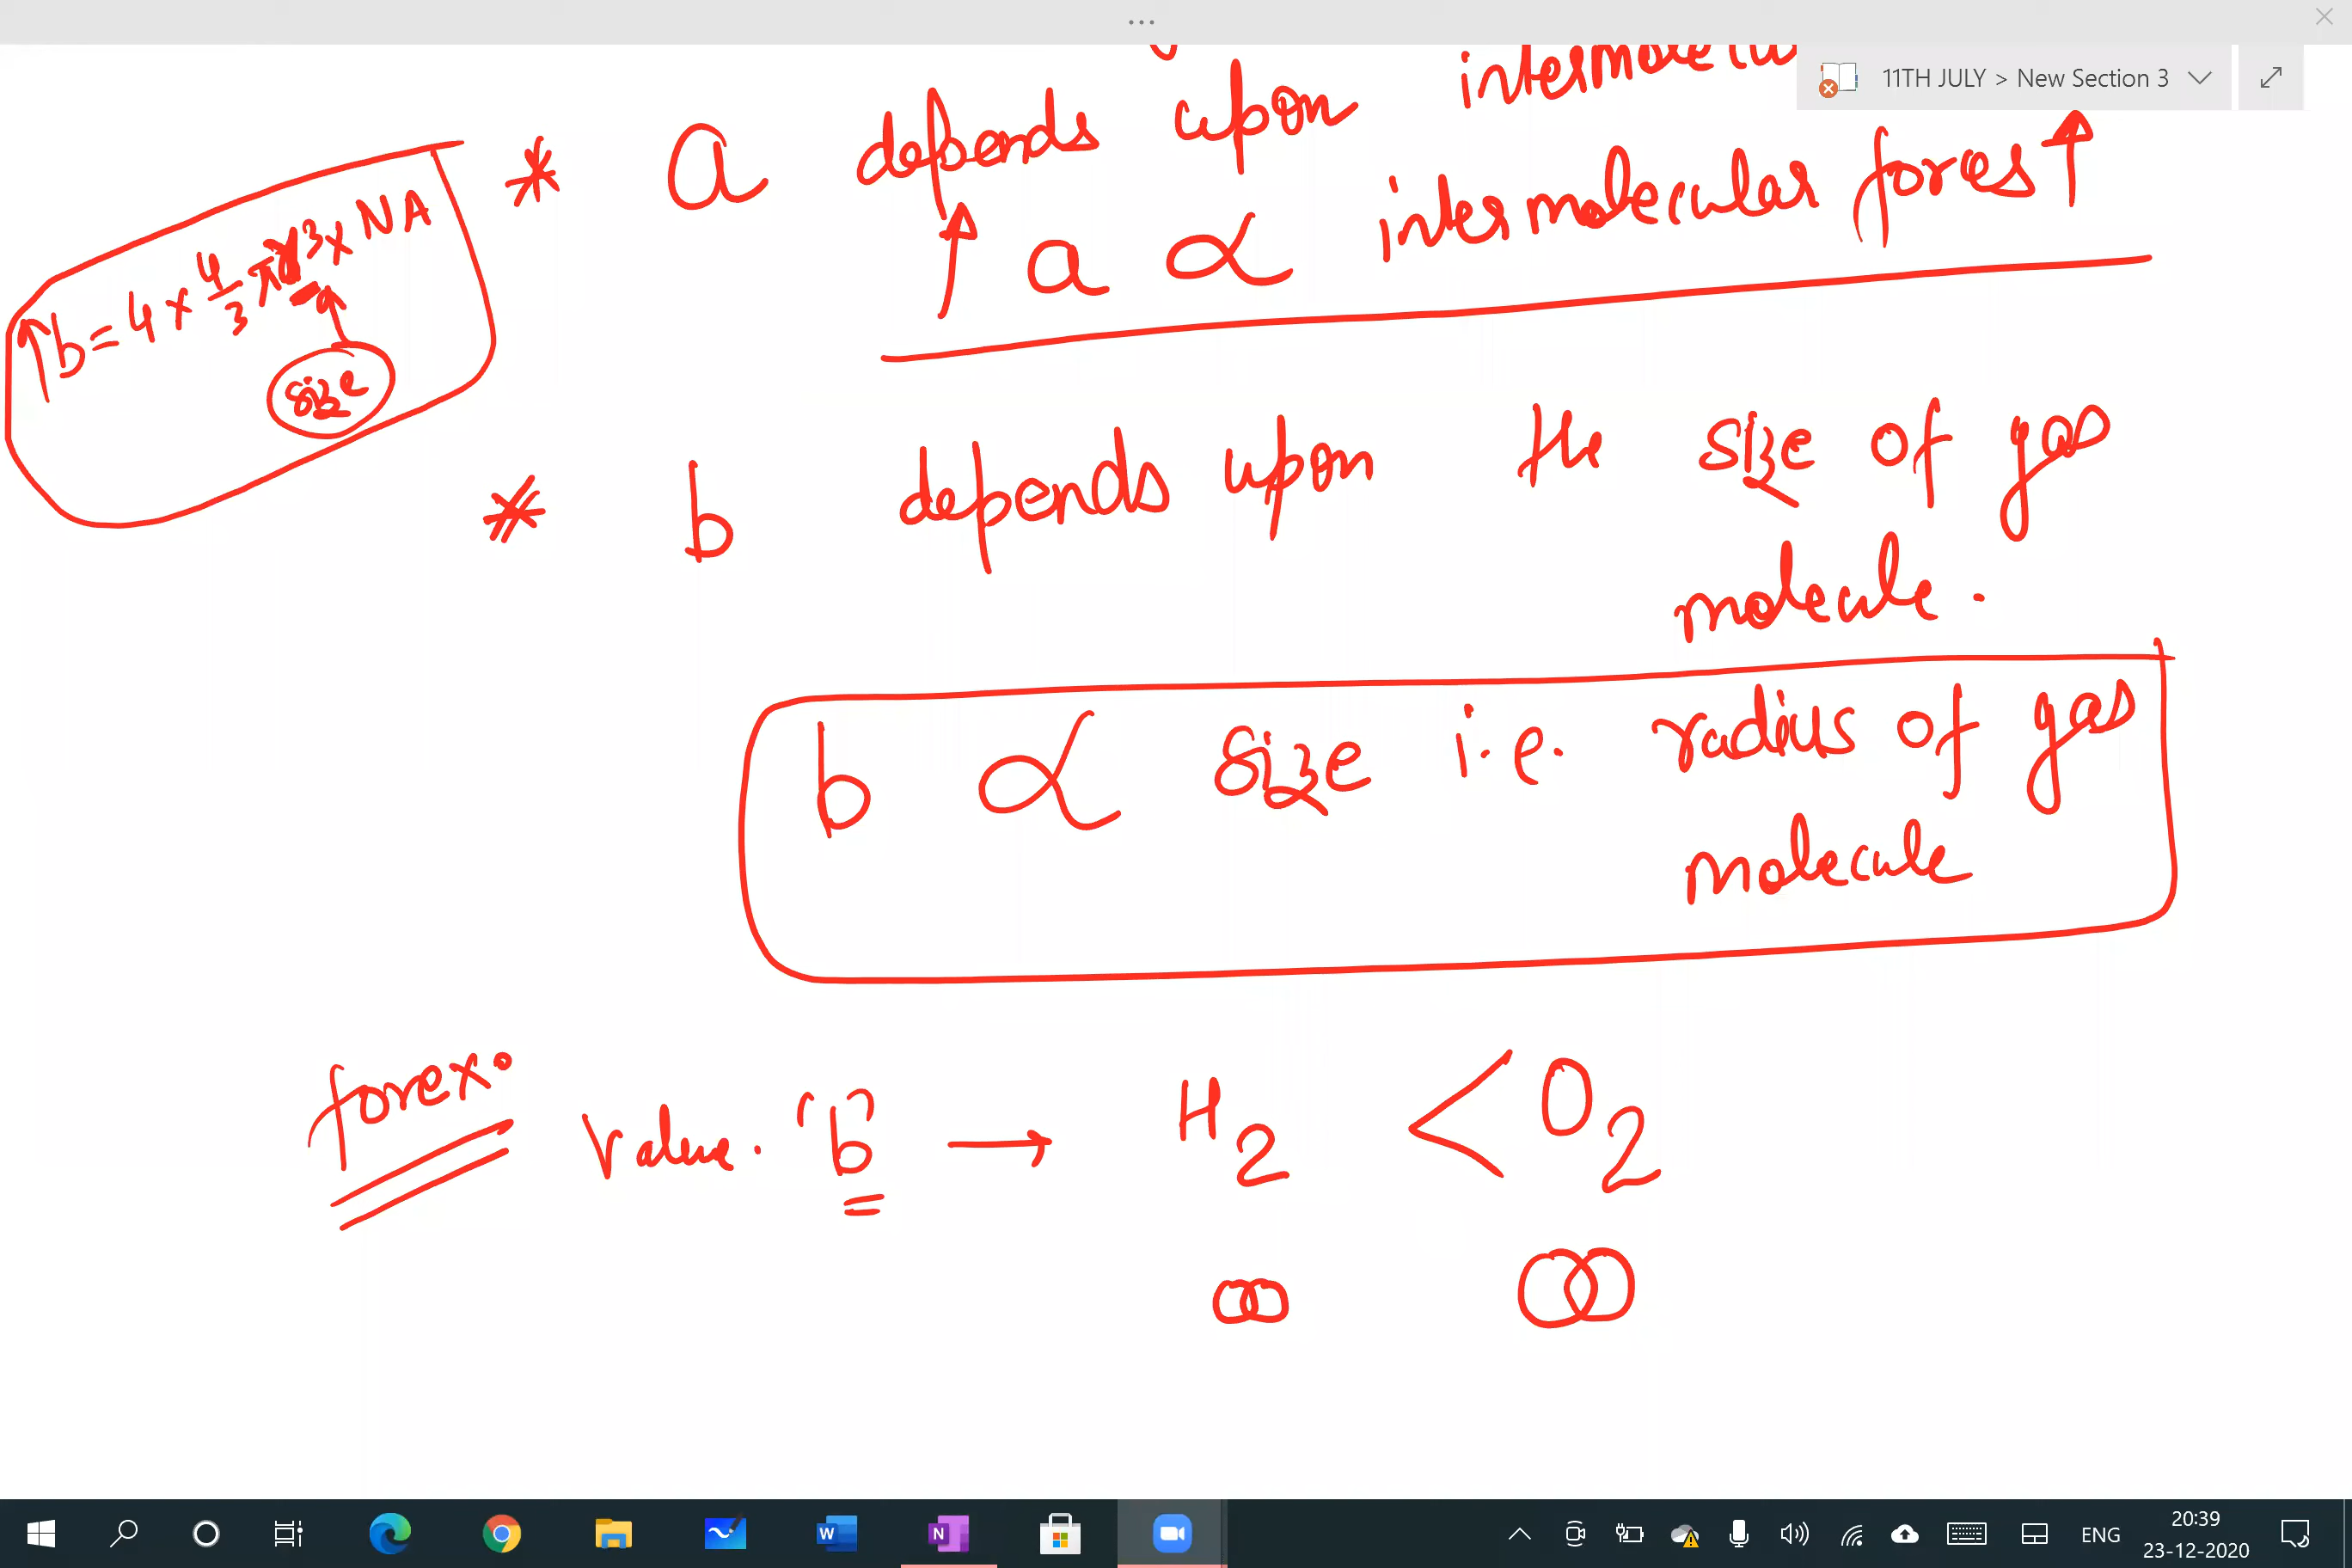 11TH JULY > New Section 3
* a depends upon
a ∝ intermolecular forces ↑
↑b = 4 x 4/3 πr³ x NA
size
* b depends upon the size of gas
molecule.
b ∝ size i.e. radius of gas
molecule
forex. value. 'b' → H2 < O2
ENG
20:39
23-12-2020